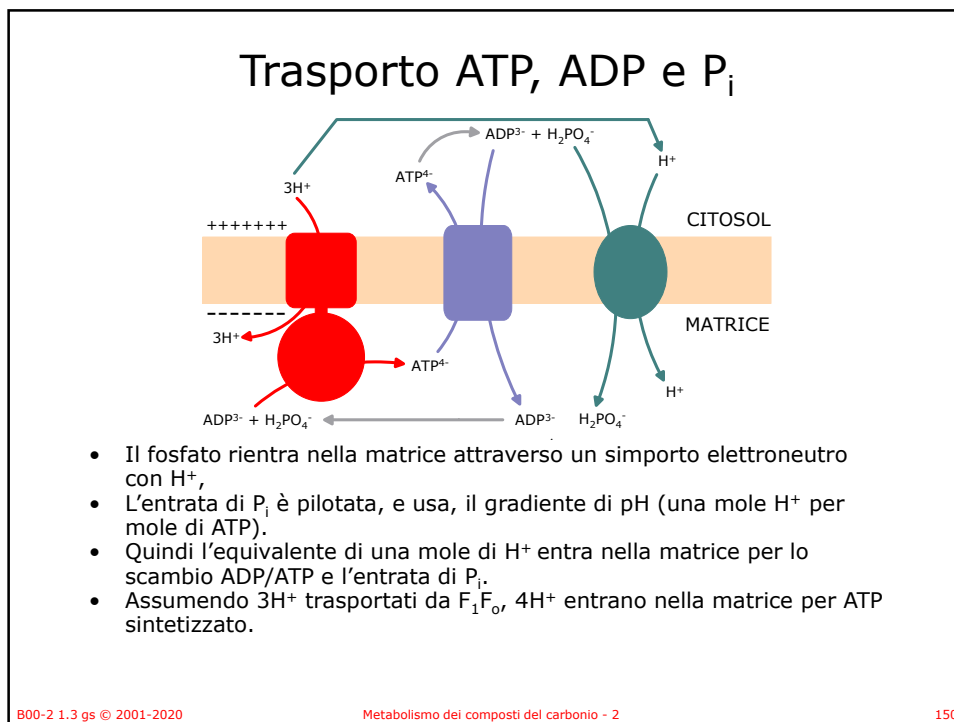 Trasporto ATP, ADP e Pᵢ
ADP³⁻ + H₂PO₄⁻
H⁺
ATP⁴⁻
3H⁺
+++++++
CITOSOL
-------
MATRICE
3H⁺
ATP⁴⁻
H⁺
ADP³⁻ + H₂PO₄⁻
ADP³⁻
H₂PO₄⁻
• Il fosfato rientra nella matrice attraverso un simporto elettroneutro
con H⁺,
• L'entrata di Pᵢ è pilotata, e usa, il gradiente di pH (una mole H⁺ per
mole di ATP).
• Quindi l'equivalente di una mole di H⁺ entra nella matrice per lo
scambio ADP/ATP e l'entrata di Pᵢ.
• Assumendo 3H⁺ trasportati da F₁Fₒ, 4H⁺ entrano nella matrice per ATP
sintetizzato.
B00-2 1.3 gs © 2001-2020
Metabolismo dei composti del carbonio - 2
150